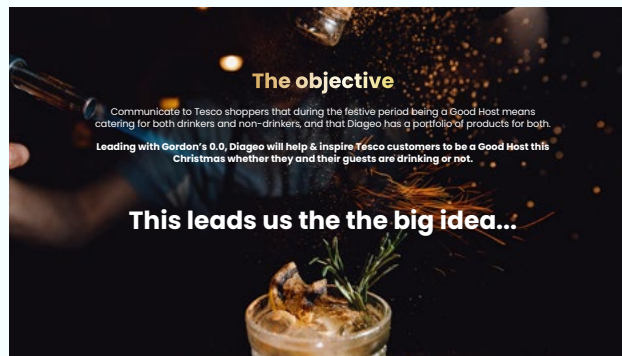 The objective
Communicate to Tesco shoppers that during the festive period being a Good Host means
catering for both drinkers and non-drinkers, and that Diageo has a portfolio of products for both.
Leading with Gordon's 0.0, Diageo will help & inspire Tesco customers to be a Good Host this
Christmas whether they and their guests are drinking or not.
This leads us the the big idea...